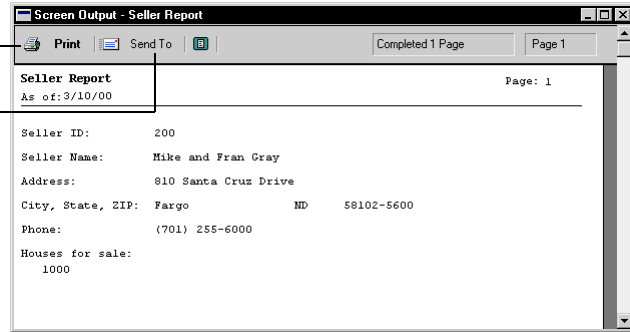 Screen Output - Seller Report
Print Send To Completed 1 Page Page 1
Seller Report Page: 1
As of:3/10/00
Seller ID: 200
Seller Name: Mike and Fran Gray
Address: 810 Santa Cruz Drive
City, State, ZIP: Fargo ND 58102-5600
Phone: (701) 255-6000
Houses for sale:
1000